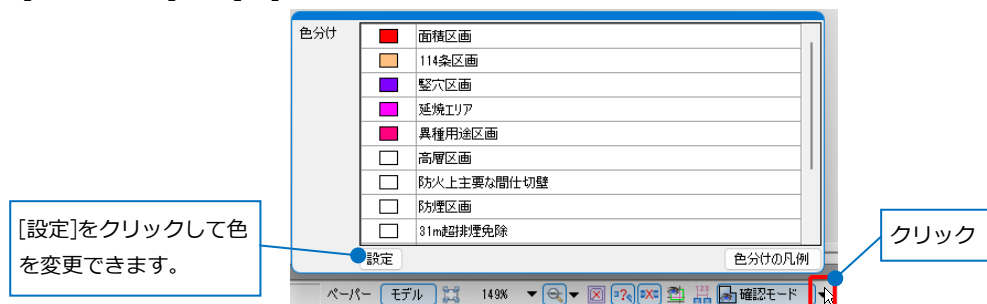 色分け
面積区画
114条区画
竪穴区画
延焼エリア
異種用途区画
高層区画
防火上主要な間仕切壁
防煙区画
31m超排煙免除
設定
色分けの凡例
[設定]をクリックして色
を変更できます。
クリック
ペーパー モデル 149% =?< =X= 123 確認モード